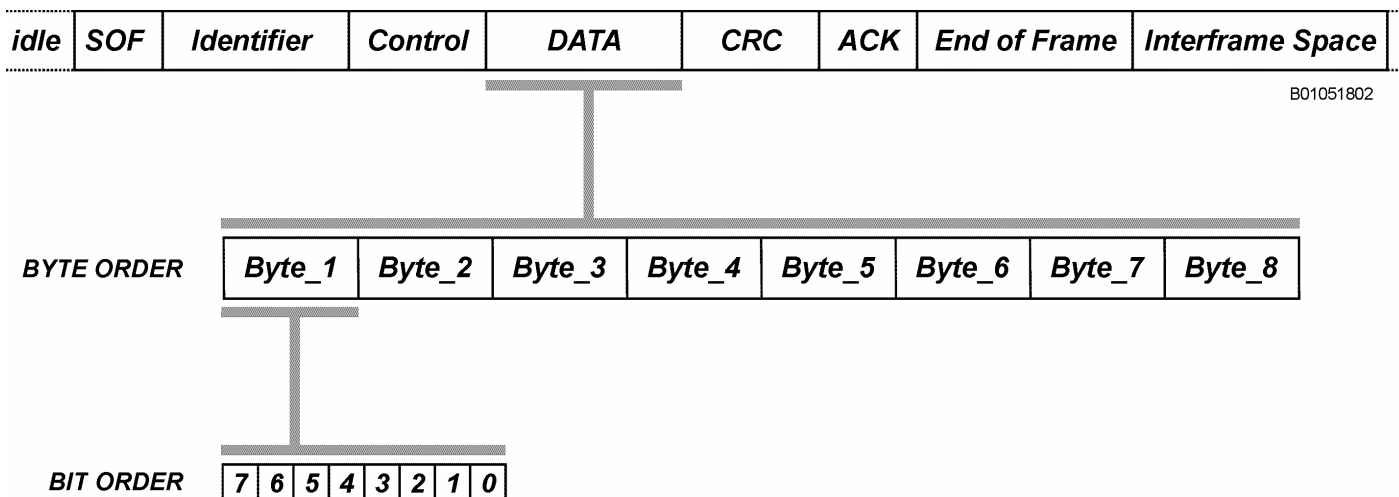 idle SOF Identifier Control DATA CRC ACK End of Frame Interframe Space
B01051802
BYTE ORDER Byte_1 Byte_2 Byte_3 Byte_4 Byte_5 Byte_6 Byte_7 Byte_8
BIT ORDER 7 6 5 4 3 2 1 0